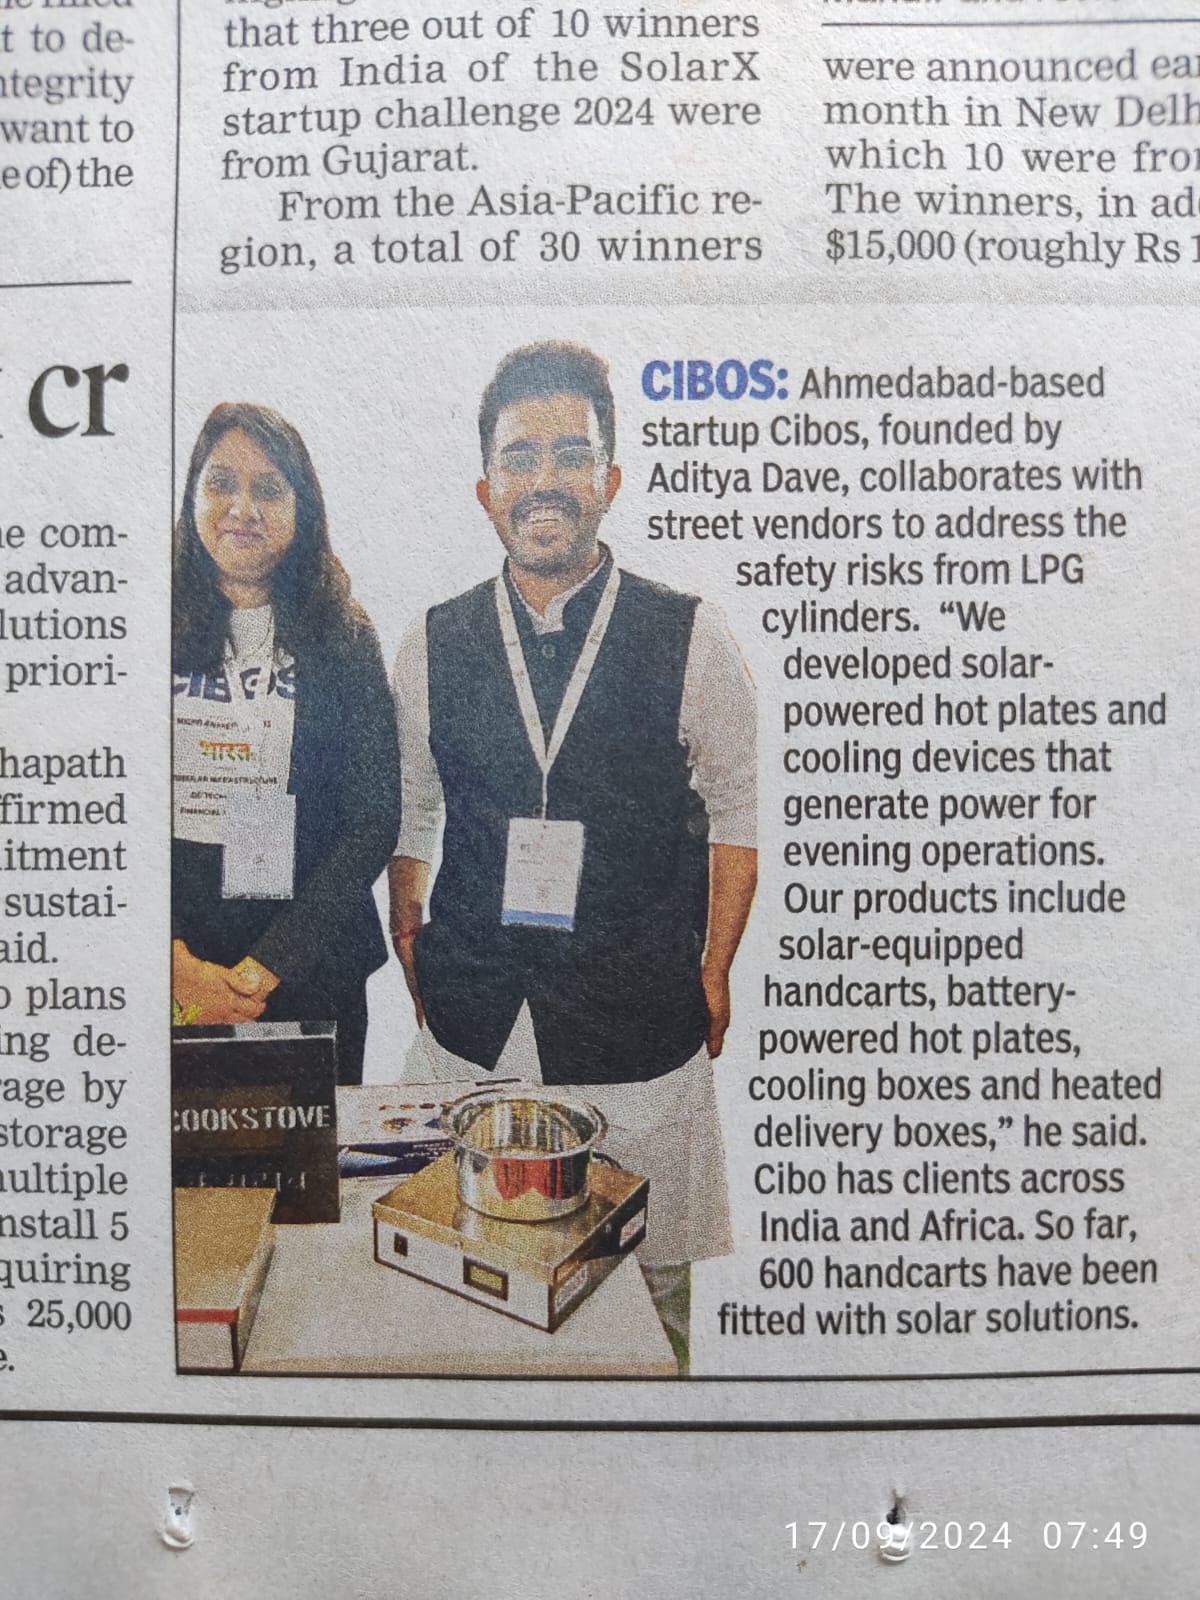 t to de-
ntegrity
want to
e of) the
cr
e com-
advan-
lutions
priori-
hapath
firmed
itment
sustai-
aid.
plans
ing de-
age by
storage
ultiple
nstall 5
quiring
25,000
e.
that three out of 10 winners
from India of the SolarX
startup challenge 2024 were
from Gujarat.
From the Asia-Pacific re-
gion, a total of 30 winners
were announced ear
month in New Delh
which 10 were fro
The winners, in ad
$15,000 (roughly Rs 1
CIBOS
भारत
COOKSTOVE
CIBOS: Ahmedabad-based
startup Cibos, founded by
Aditya Dave, collaborates with
street vendors to address the
safety risks from LPG
cylinders. “We
developed solar-
powered hot plates and
cooling devices that
generate power for
evening operations.
Our products include
solar-equipped
handcarts, battery-
powered hot plates,
cooling boxes and heated
delivery boxes,” he said.
Cibo has clients across
India and Africa. So far,
600 handcarts have been
fitted with solar solutions.
17/09/2024 07:49